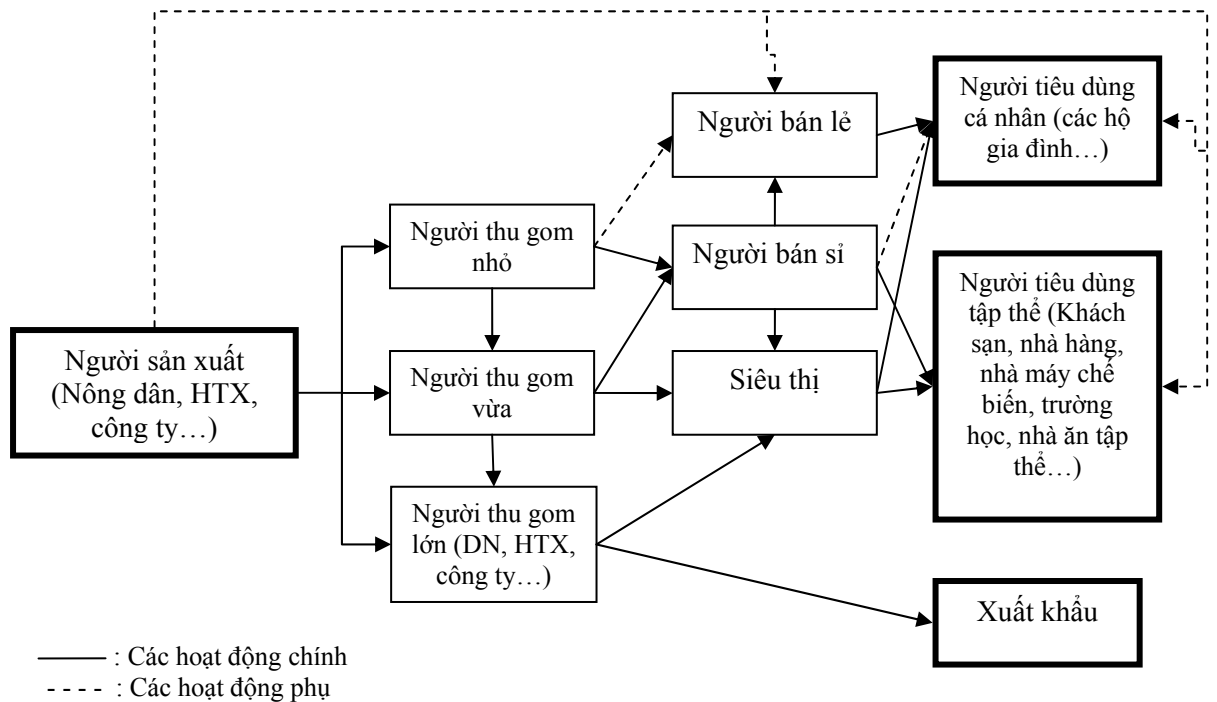 Người sản xuất
(Nông dân, HTX,
công ty…)
Người thu gom
nhỏ
Người thu gom
vừa
Người thu gom
lớn (DN, HTX,
công ty…)
Người bán lẻ
Người bán sỉ
Siêu thị
Người tiêu dùng
cá nhân (các hộ
gia đình…)
Người tiêu dùng
tập thể (Khách
sạn, nhà hàng,
nhà máy chế
biến, trường
học, nhà ăn tập
thể…)
Xuất khẩu
: Các hoạt động chính
: Các hoạt động phụ